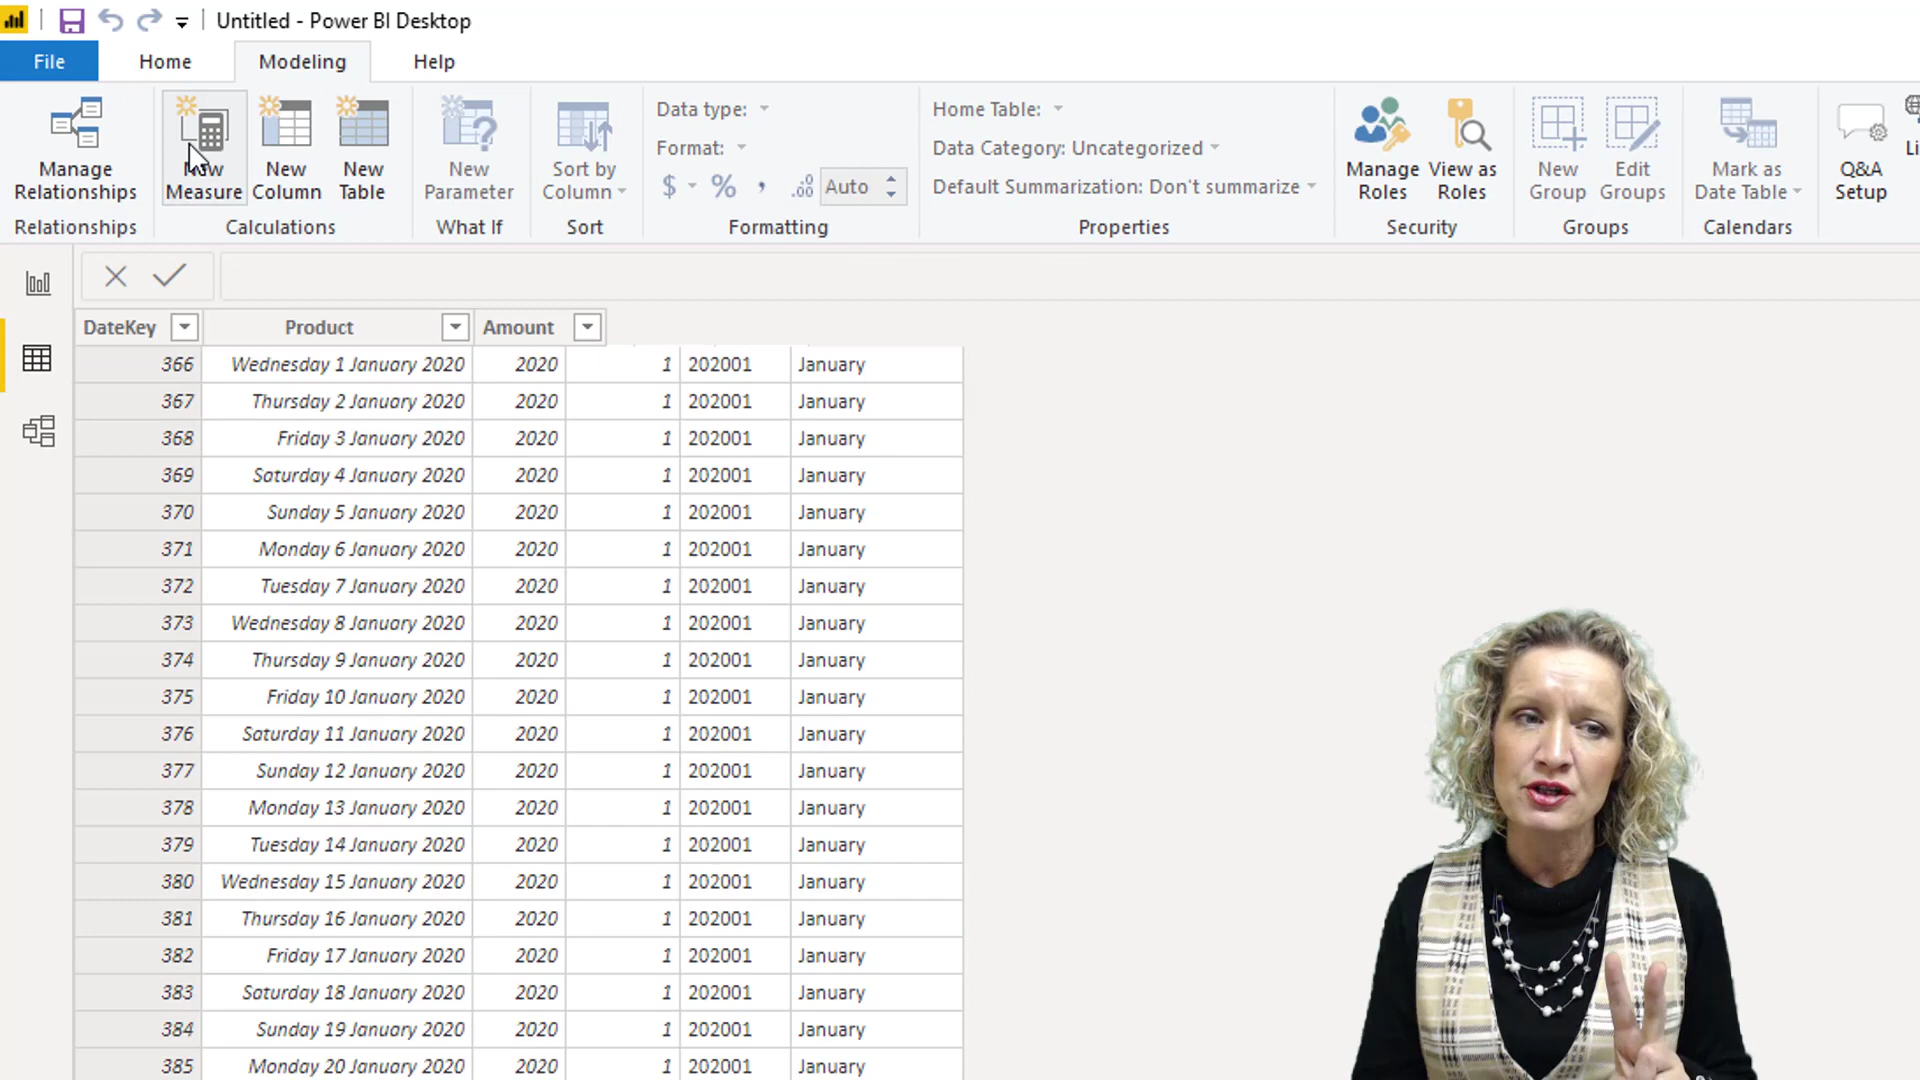 Untitled - Power BI Desktop
File Home Modeling Help
Manage Relationships
New Measure
New Column
New Table
New Parameter
Sort by Column
Data type:
Format:
$ % , .00 Auto
Home Table:
Data Category: Uncategorized
Default Summarization: Don't summarize
Manage Roles
View as Roles
New Group
Edit Groups
Mark as Date Table
Q&A Setup
Relationships Calculations What If Sort Formatting Properties Security Groups Calendars
DateKey Product Amount
366 Wednesday 1 January 2020 2020 1 202001 January
367 Thursday 2 January 2020 2020 1 202001 January
368 Friday 3 January 2020 2020 1 202001 January
369 Saturday 4 January 2020 2020 1 202001 January
370 Sunday 5 January 2020 2020 1 202001 January
371 Monday 6 January 2020 2020 1 202001 January
372 Tuesday 7 January 2020 2020 1 202001 January
373 Wednesday 8 January 2020 2020 1 202001 January
374 Thursday 9 January 2020 2020 1 202001 January
375 Friday 10 January 2020 2020 1 202001 January
376 Saturday 11 January 2020 2020 1 202001 January
377 Sunday 12 January 2020 2020 1 202001 January
378 Monday 13 January 2020 2020 1 202001 January
379 Tuesday 14 January 2020 2020 1 202001 January
380 Wednesday 15 January 2020 2020 1 202001 January
381 Thursday 16 January 2020 2020 1 202001 January
382 Friday 17 January 2020 2020 1 202001 January
383 Saturday 18 January 2020 2020 1 202001 January
384 Sunday 19 January 2020 2020 1 202001 January
385 Monday 20 January 2020 2020 1 202001 January